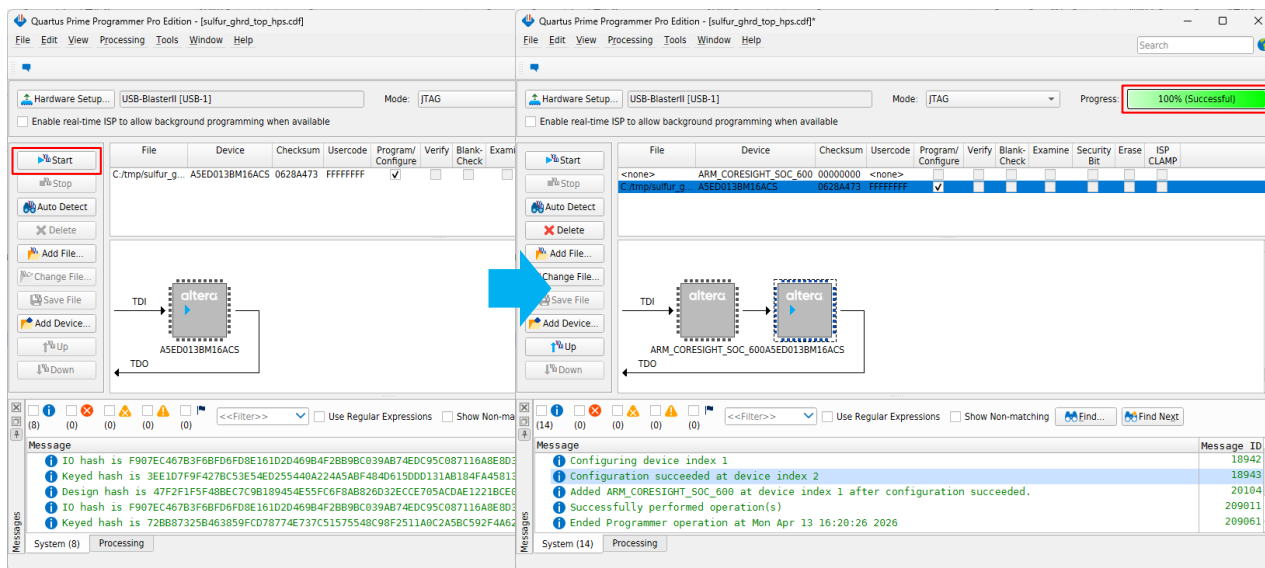 Quartus Prime Programmer Pro Edition - [sulfur_ghrd_top_hps.cdf]
File Edit View Processing Tools Window Help
Hardware Setup... USB-BlasterII [USB-1] Mode: JTAG
Enable real-time ISP to allow background programming when available
Start
Stop
Auto Detect
Delete
Add File...
Change File...
Save File
Add Device...
Up
Down
File Device Checksum Usercode Program/Configure Verify Blank-Check Exami
C:/tmp/sulfur_g... A5ED013BM16ACS 0628A473 FFFFFFFF
TDI
altera
A5ED013BM16ACS
TDO
(8) (0) (0) (0) (0) <<Filter>> Use Regular Expressions Show Non-ma
Message
IO hash is F907EC467B3F6BFD6FD8E161D2D469B4F2BB9BC039AB74EDC95C087116A8E8D3
Keyed hash is 3EE1D7F9F427BC53E54ED255440A224A5ABF484D615DDD131AB184FA45813
Design hash is 47F2F1F5F48BEC7C9B189454E55FC6F8AB826D32ECCE705ACDAE1221BCE0
IO hash is F907EC467B3F6BFD6FD8E161D2D469B4F2BB9BC039AB74EDC95C087116A8E8D3
Keyed hash is 72BB87325B463859FCD78774E737C51575548C98F2511A0C2A5BC592F4A62
Messages
System (8) Processing
Quartus Prime Programmer Pro Edition - [sulfur_ghrd_top_hps.cdf]*
File Edit View Processing Tools Window Help
Search
Hardware Setup... USB-BlasterII [USB-1] Mode: JTAG Progress: 100% (Successful)
Enable real-time ISP to allow background programming when available
Start
Stop
Auto Detect
Delete
Add File...
Change File...
Save File
Add Device...
Up
Down
File Device Checksum Usercode Program/Configure Verify Blank-Check Examine Security Bit Erase ISP CLAMP
<none> ARM_CORESIGHT_SOC_600 00000000 <none>
C:/tmp/sulfur_g... A5ED013BM16ACS 0628A473 FFFFFFFF
TDI
altera altera
ARM_CORESIGHT_SOC_600A5ED013BM16ACS
TDO
(14) (0) (0) (0) (0) <<Filter>> Use Regular Expressions Show Non-matching Find... Find Next
Message Message ID
Configuring device index 1 18942
Configuration succeeded at device index 2 18943
Added ARM_CORESIGHT_SOC_600 at device index 1 after configuration succeeded. 20104
Successfully performed operation(s) 209011
Ended Programmer operation at Mon Apr 13 16:20:26 2026 209061
Messages
System (14) Processing